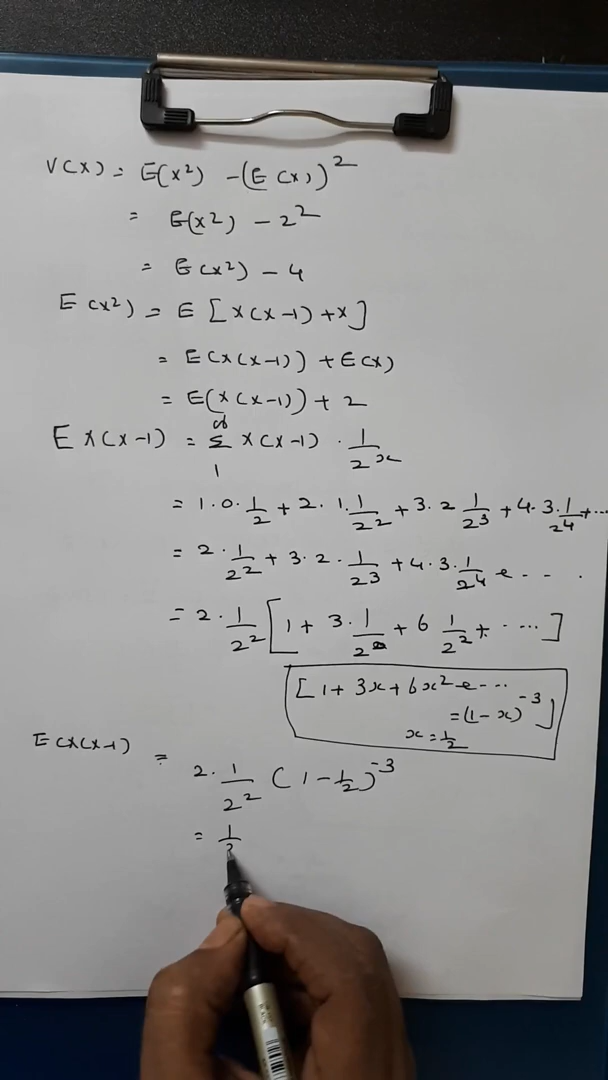 V(X) = E(X²) - (E(X))²
= E(X²) - 2²
= E(X²) - 4
E(X²) = E [X(X-1) + X]
= E(X(X-1)) + E(X)
= E(X(X-1)) + 2
E X(X-1) = ∞ Σ 1 X(X-1) · 1/2ˣ
= 1·0·1/2 + 2·1·1/2² + 3·2 1/2³ + 4·3·1/2⁴ + ...
= 2·1/2² + 3·2·1/2³ + 4·3·1/2⁴ + - - - .
= 2·1/2² [1 + 3·1/2 + 6 1/2² + ....]
[1 + 3x + 6x² + - ...
= (1-x)⁻³]
x = 1/2
E(X(X-1) = 2·1/2² (1 - 1/2)⁻³
= 1/2